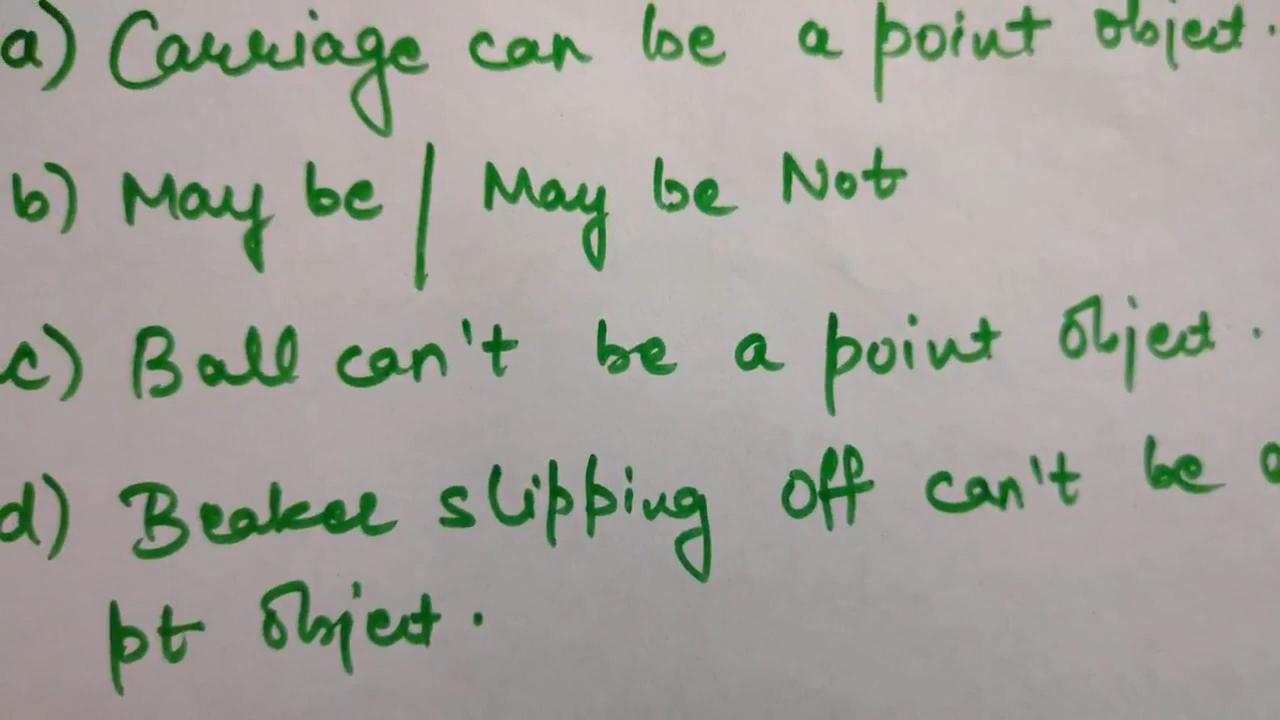 a) Carriage can be a point object.
b) May be / May be Not
c) Ball can't be a point object.
d) Beaker slipping off can't be a
pt object.